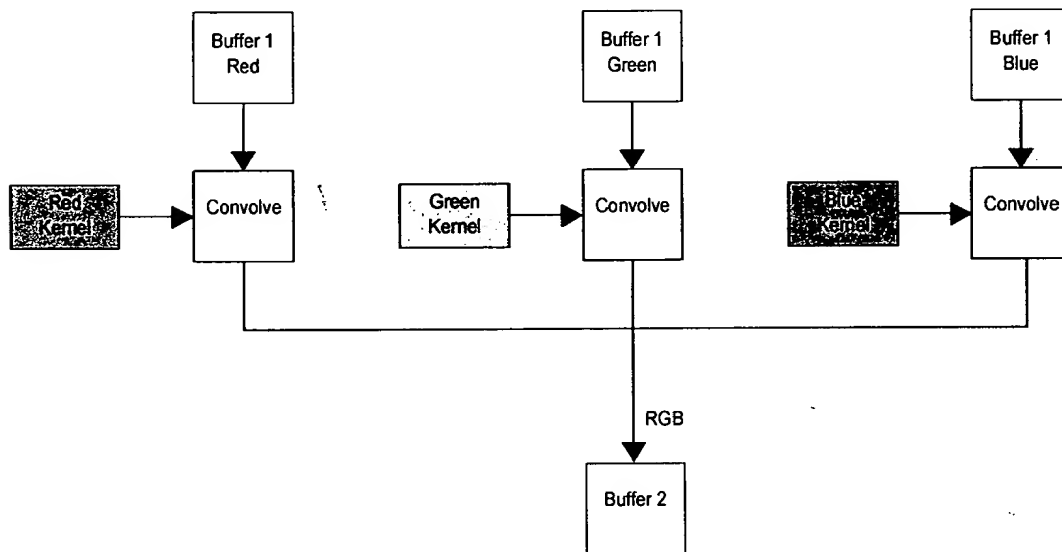 Buffer 1
Red
Buffer 1
Green
Buffer 1
Blue
Red
Kernel
Convolve
Green
Kernel
Convolve
Blue
Kernel
Convolve
RGB
Buffer 2